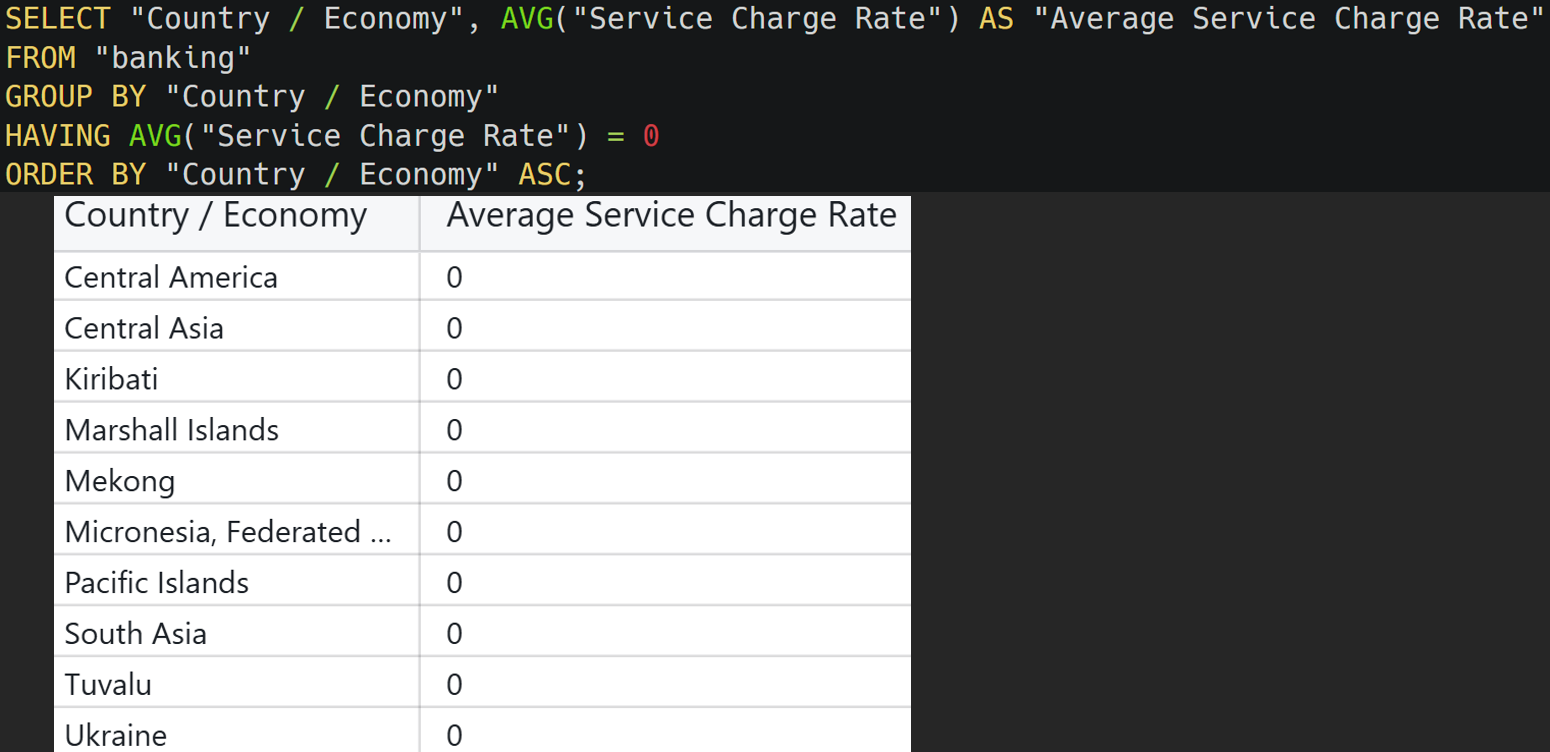 SELECT "Country / Economy", AVG("Service Charge Rate") AS "Average Service Charge Rate"
FROM "banking"
GROUP BY "Country / Economy"
HAVING AVG("Service Charge Rate") = 0
ORDER BY "Country / Economy" ASC;
Country / Economy Average Service Charge Rate
Central America 0
Central Asia 0
Kiribati 0
Marshall Islands 0
Mekong 0
Micronesia, Federated ... 0
Pacific Islands 0
South Asia 0
Tuvalu 0
Ukraine 0